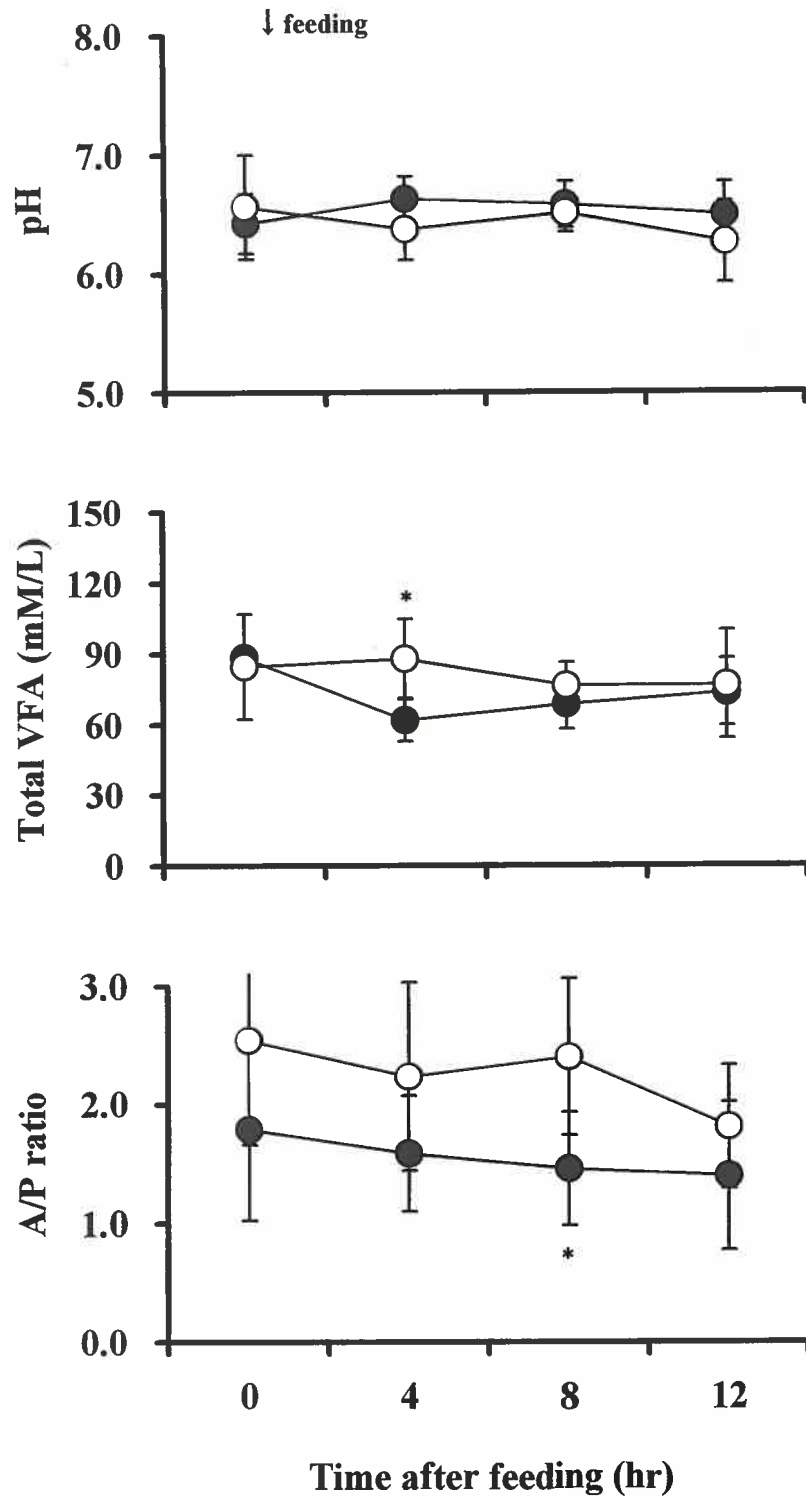 ↓ feeding
8.0
7.0
6.0
5.0
pH
150
120
90
60
30
0
Total VFA (mM/L)
*
3.0
2.0
1.0
0.0
A/P ratio
*
0 4 8 12
Time after feeding (hr)